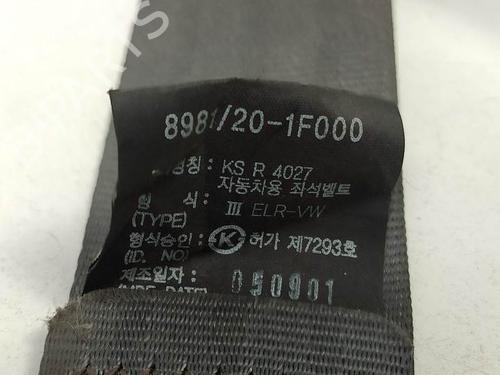 8981/20-1F000
KS R 4027
자동차용 좌석벨트
형 식 :
(TYPE) III ELR-VW
형식승인 : K 허가 제7293호
(ID. NO)
제조일자 : 050901